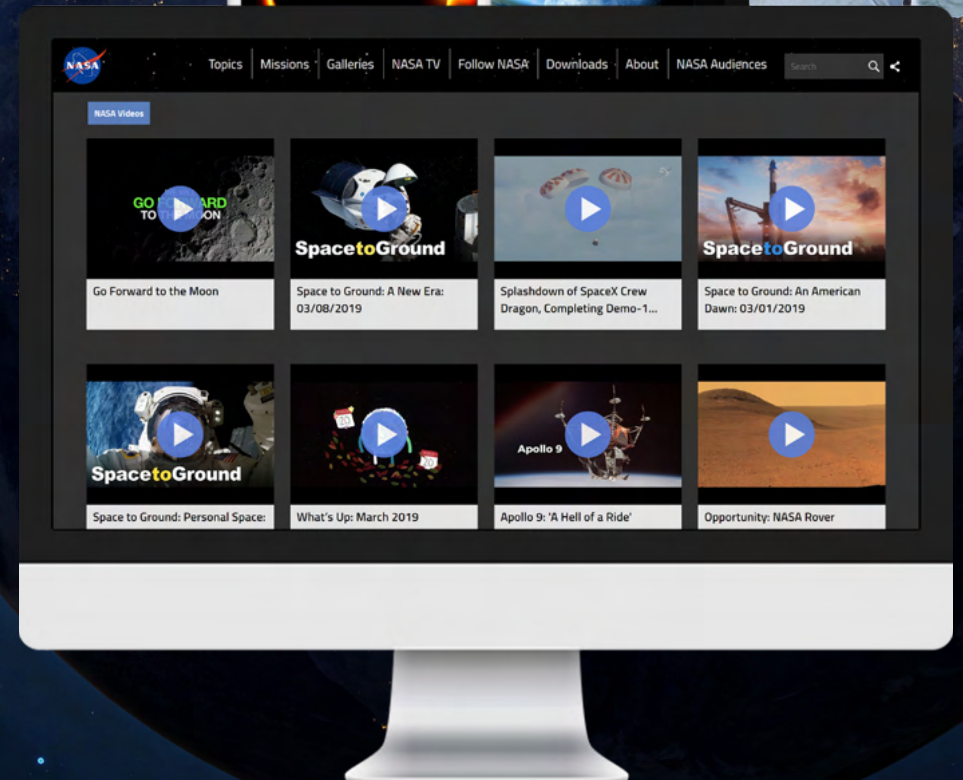 NASA
Topics
Missions
Galleries
NASA TV
Follow NASA
Downloads
About
NASA Audiences
Search
NASA Videos
GO FORWARD
TO THE MOON
SpacetoGround
SpacetoGround
Go Forward to the Moon
Space to Ground: A New Era:
03/08/2019
Splashdown of SpaceX Crew
Dragon, Completing Demo-1...
Space to Ground: An American
Dawn: 03/01/2019
SpacetoGround
20
20
Apollo 9
Space to Ground: Personal Space:
What's Up: March 2019
Apollo 9: 'A Hell of a Ride'
Opportunity: NASA Rover